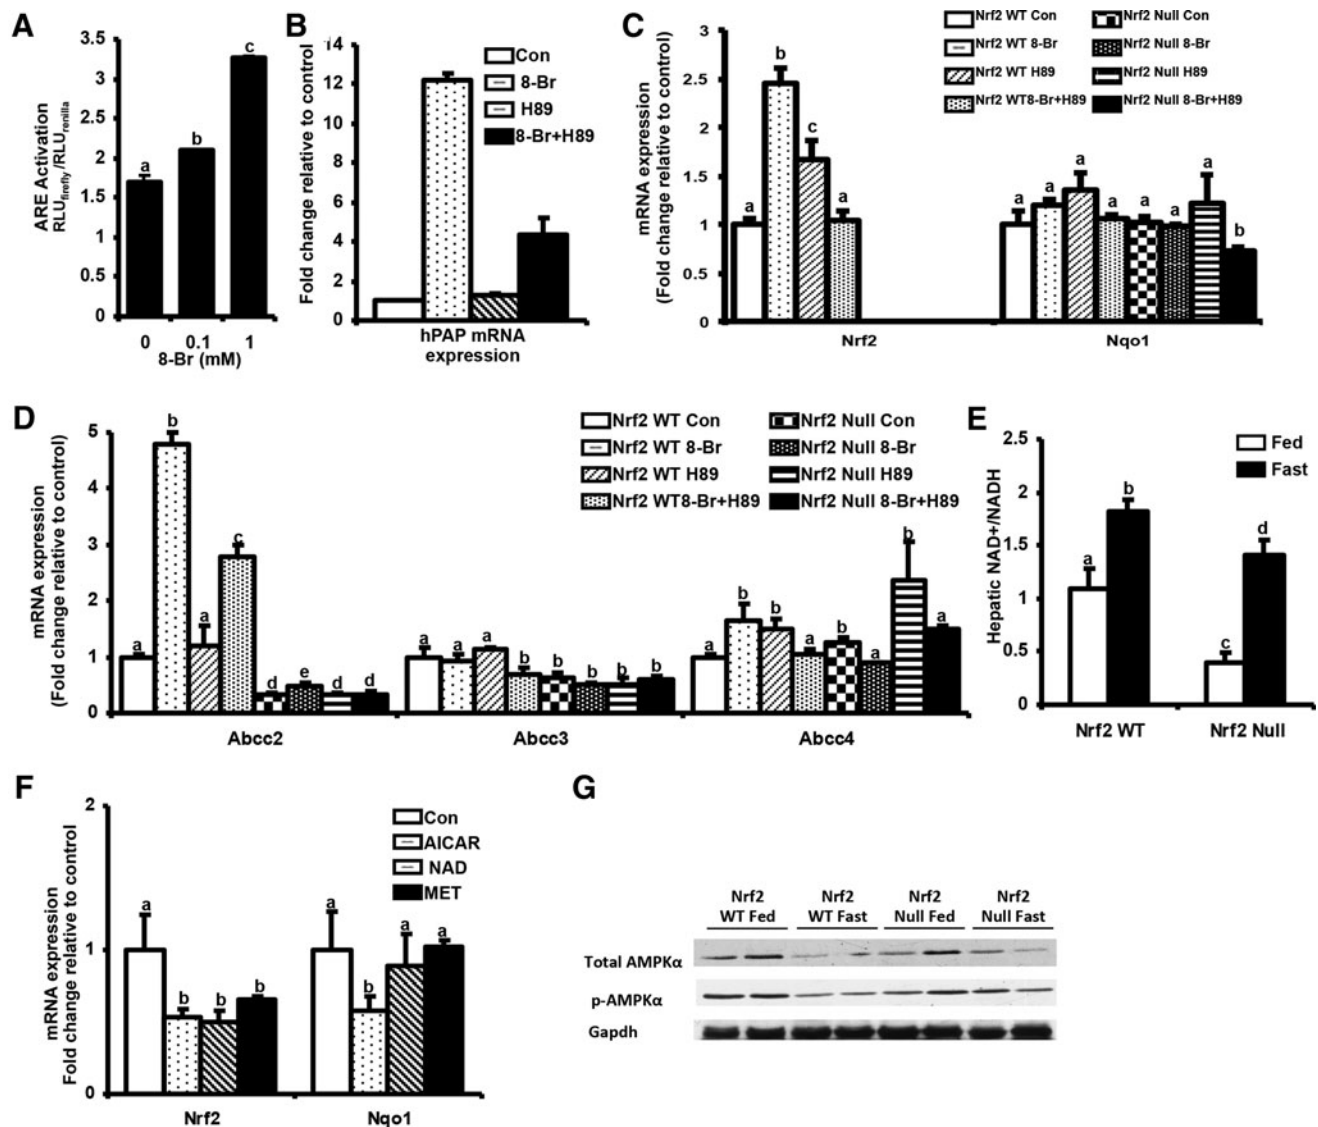 A
ARE Activation
RLUfirefly/RLUrenilla
3.5
3
2.5
2
1.5
1
0.5
0
a
b
c
0 0.1 1
8-Br (mM)
B
Fold change relative to control
14
12
10
8
6
4
2
0
Con
8-Br
H89
8-Br+H89
hPAP mRNA
expression
C
mRNA expression
(Fold change relative to control)
3
2.5
2
1.5
1
0.5
0
Nrf2 WT Con
Nrf2 WT 8-Br
Nrf2 WT H89
Nrf2 WT8-Br+H89
Nrf2 Null Con
Nrf2 Null 8-Br
Nrf2 Null H89
Nrf2 Null 8-Br+H89
a b c a
a a a a a a a b
Nrf2 Nqo1
D
mRNA expression
(Fold change relative to control)
5
4
3
2
1
0
Nrf2 WT Con
Nrf2 WT 8-Br
Nrf2 WT H89
Nrf2 WT8-Br+H89
Nrf2 Null Con
Nrf2 Null 8-Br
Nrf2 Null H89
Nrf2 Null 8-Br+H89
a b a c d e d d
a a a b b b b b
a b b a b a b a
Abcc2 Abcc3 Abcc4
E
Hepatic NAD+/NADH
2.5
2
1.5
1
0.5
0
Fed
Fast
a b c d
Nrf2 WT Nrf2 Null
F
mRNA expression
Fold change relative to control
2
1
0
Con
AICAR
NAD
MET
a b b b
a b a a
Nrf2 Nqo1
G
Nrf2
WT Fed
Nrf2
WT Fast
Nrf2
Null Fed
Nrf2
Null Fast
Total AMPKα
p-AMPKα
Gapdh